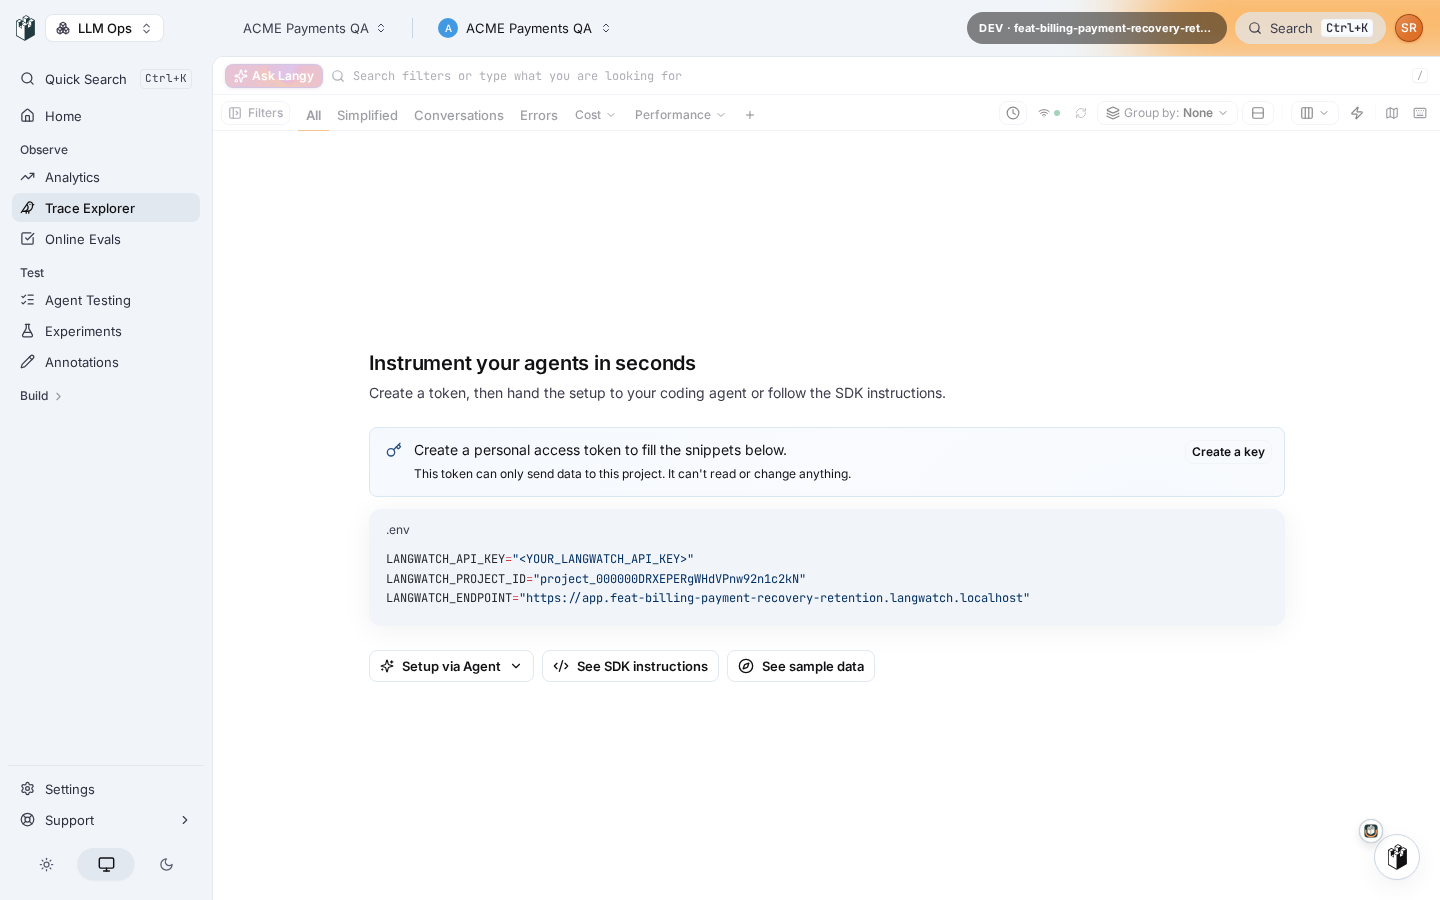 LLM Ops
ACME Payments QA
A ACME Payments QA
DEV · feat-billing-payment-recovery-ret...
Search Ctrl+K
SR
Quick Search Ctrl+K
Home
Observe
Analytics
Trace Explorer
Online Evals
Test
Agent Testing
Experiments
Annotations
Build
Settings
Support
Ask Langy
Search filters or type what you are looking for
/
Filters
All
Simplified
Conversations
Errors
Cost
Performance
+
Group by: None
Instrument your agents in seconds
Create a token, then hand the setup to your coding agent or follow the SDK instructions.
Create a personal access token to fill the snippets below.
This token can only send data to this project. It can't read or change anything.
Create a key
.env
LANGWATCH_API_KEY="<YOUR_LANGWATCH_API_KEY>"
LANGWATCH_PROJECT_ID="project_000000DRXEPERgWHdVPnw92n1c2kN"
LANGWATCH_ENDPOINT="https://app.feat-billing-payment-recovery-retention.langwatch.localhost"
Setup via Agent
See SDK instructions
See sample data